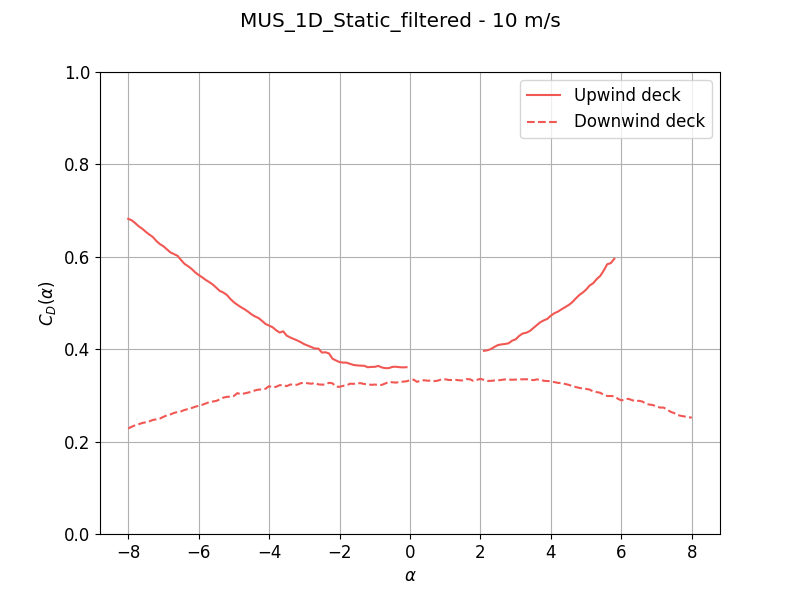 MUS_1D_Static_filtered - 10 m/s
Upwind deck
Downwind deck
1.0
0.8
0.6
0.4
0.2
0.0
C_D(α)
−8 −6 −4 −2 0 2 4 6 8
α